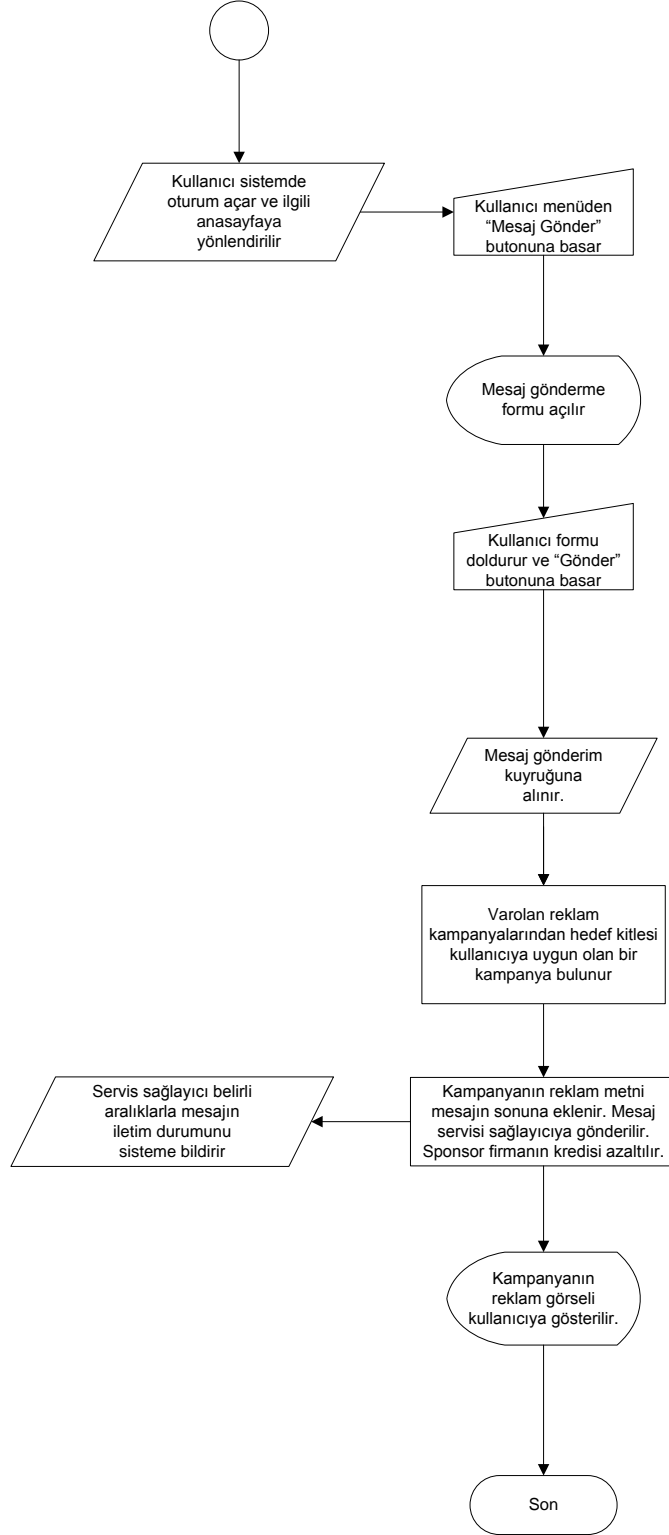 Kullanıcı sistemde
oturum açar ve ilgili
anasayfaya
yönlendirilir
Kullanıcı menüden
“Mesaj Gönder”
butonuna basar
Mesaj gönderme
formu açılır
Kullanıcı formu
doldurur ve “Gönder”
butonuna basar
Mesaj gönderim
kuyruğuna
alınır.
Varolan reklam
kampanyalarından hedef kitlesi
kullanıcıya uygun olan bir
kampanya bulunur
Kampanyanın reklam metni
mesajın sonuna eklenir. Mesaj
servisi sağlayıcıya gönderilir.
Sponsor firmanın kredisi azaltılır.
Servis sağlayıcı belirli
aralıklarla mesajın
iletim durumunu
sisteme bildirir
Kampanyanın
reklam görseli
kullanıcıya gösterilir.
Son